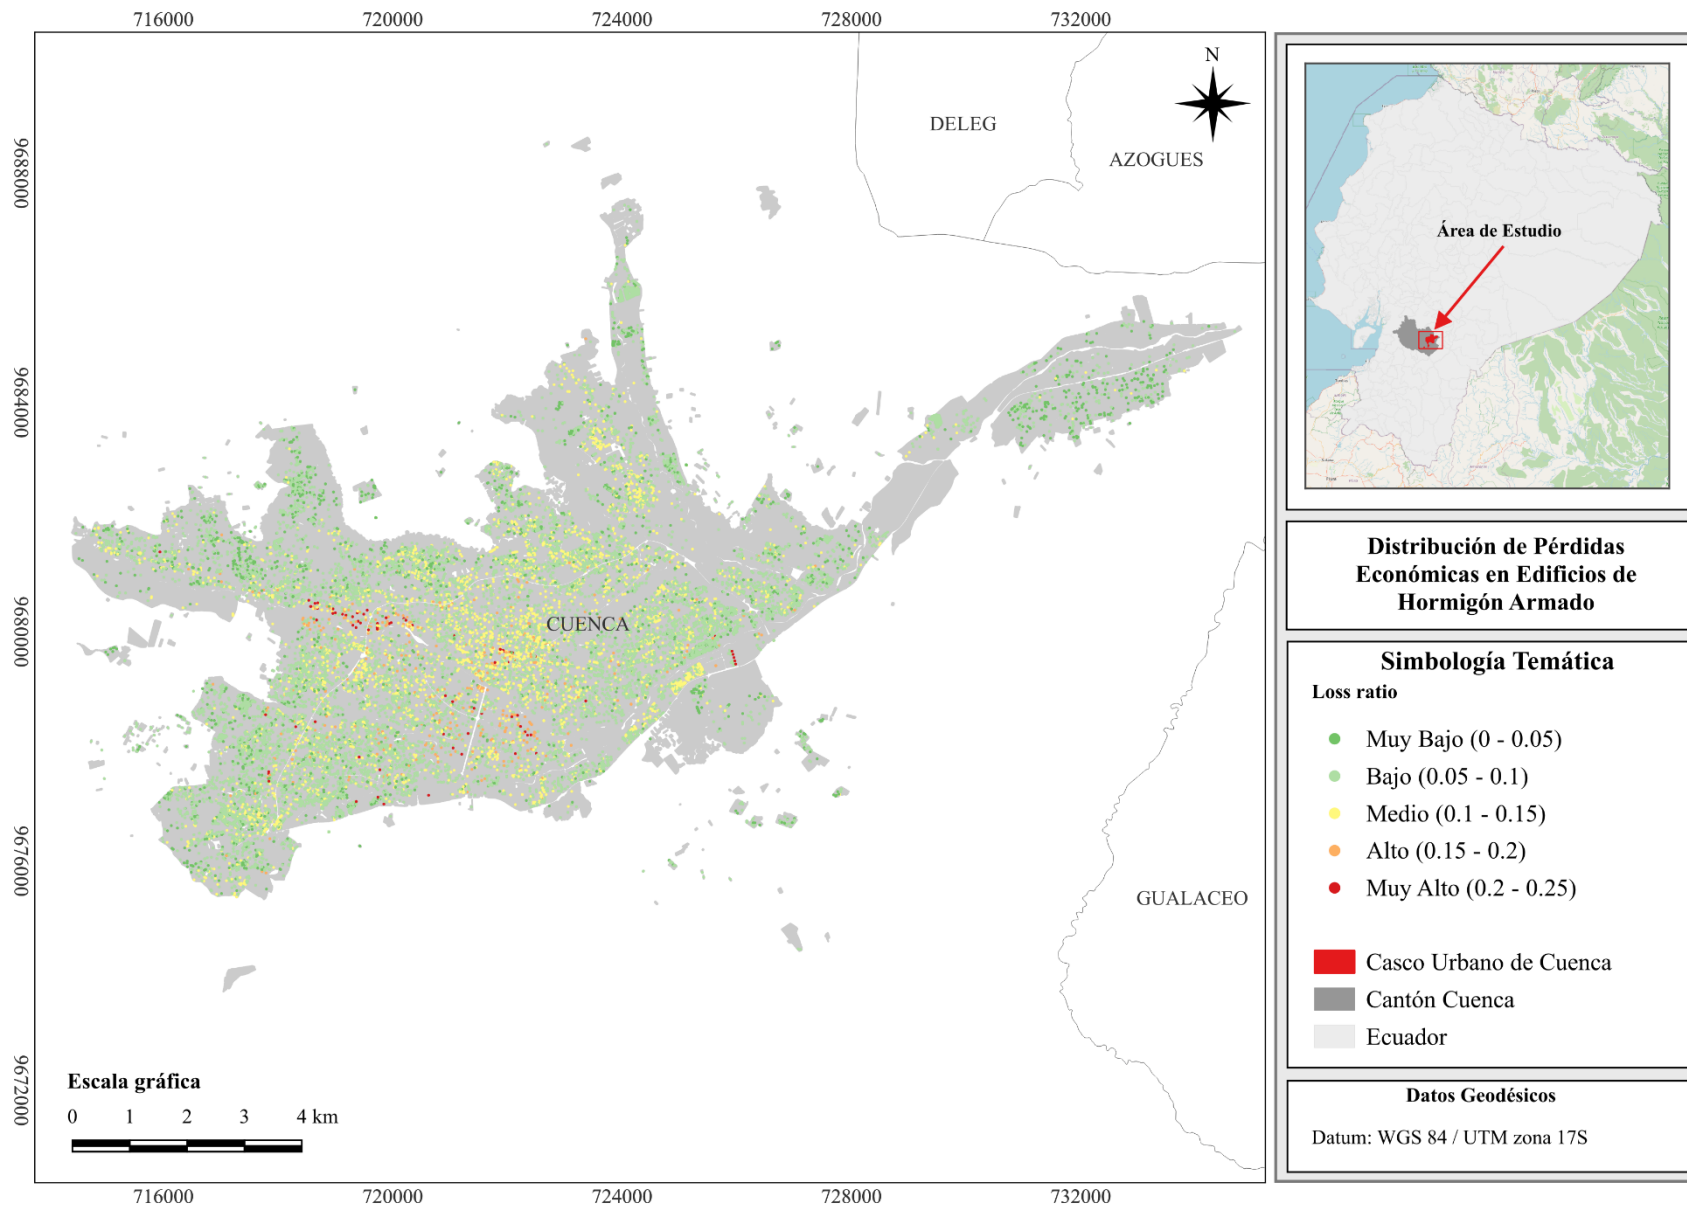 716000 720000 724000 728000 732000
9680000
9684000
9680000
9676000
9672000
N
DELEG
AZOGUES
CUENCA
GUALACEO
Escala gráfica
0 1 2 3 4 km
716000 720000 724000 728000 732000
Área de Estudio
Distribución de Pérdidas
Económicas en Edificios de
Hormigón Armado
Simbología Temática
Loss ratio
Muy Bajo (0 - 0.05)
Bajo (0.05 - 0.1)
Medio (0.1 - 0.15)
Alto (0.15 - 0.2)
Muy Alto (0.2 - 0.25)
Casco Urbano de Cuenca
Cantón Cuenca
Ecuador
Datos Geodésicos
Datum: WGS 84 / UTM zona 17S